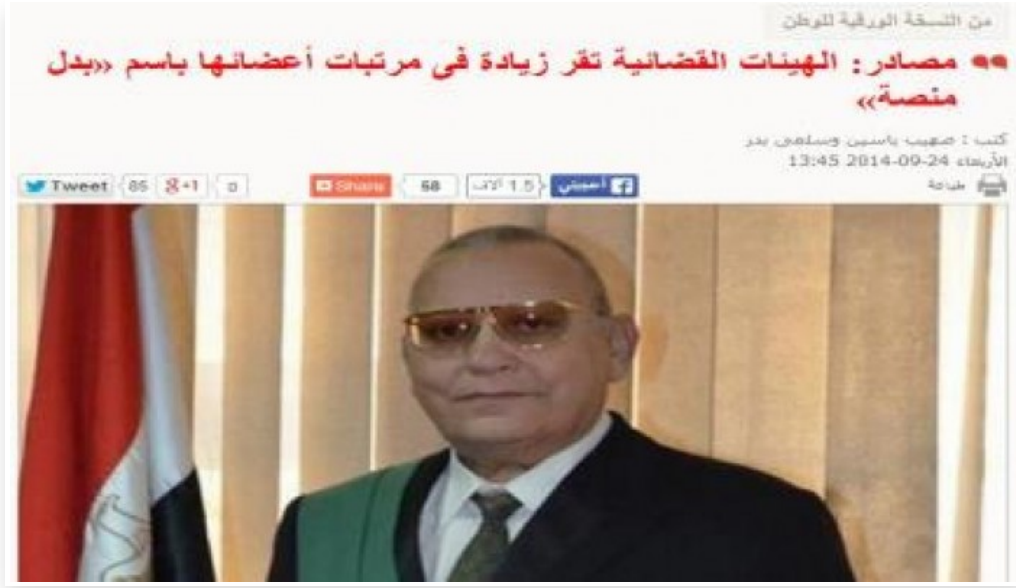 من النسخة الورقية للوطن
مصادر: الهيئات القضائية تقر زيادة فى مرتبات أعضائها باسم «بدل
منصة»
كتب : صهيب ياسين وسلمى بدر
الأربعاء 24-09-2014 13:45
طباعة
أعجبني 1.5 آلاف 58 Share 0 +1 85 Tweet